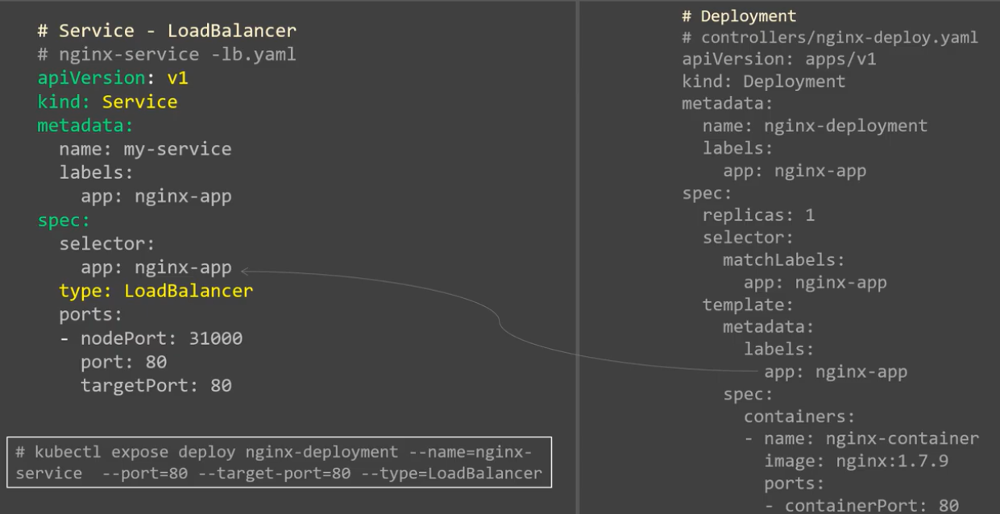 # Service - LoadBalancer
# nginx-service -lb.yaml
apiVersion: v1
kind: Service
metadata:
  name: my-service
  labels:
    app: nginx-app
spec:
  selector:
    app: nginx-app
  type: LoadBalancer
  ports:
  - nodePort: 31000
    port: 80
    targetPort: 80
# kubectl expose deploy nginx-deployment --name=nginx-
service  --port=80 --target-port=80 --type=LoadBalancer
# Deployment
# controllers/nginx-deploy.yaml
apiVersion: apps/v1
kind: Deployment
metadata:
  name: nginx-deployment
  labels:
    app: nginx-app
spec:
  replicas: 1
  selector:
    matchLabels:
      app: nginx-app
  template:
    metadata:
      labels:
        app: nginx-app
    spec:
      containers:
      - name: nginx-container
        image: nginx:1.7.9
        ports:
        - containerPort: 80